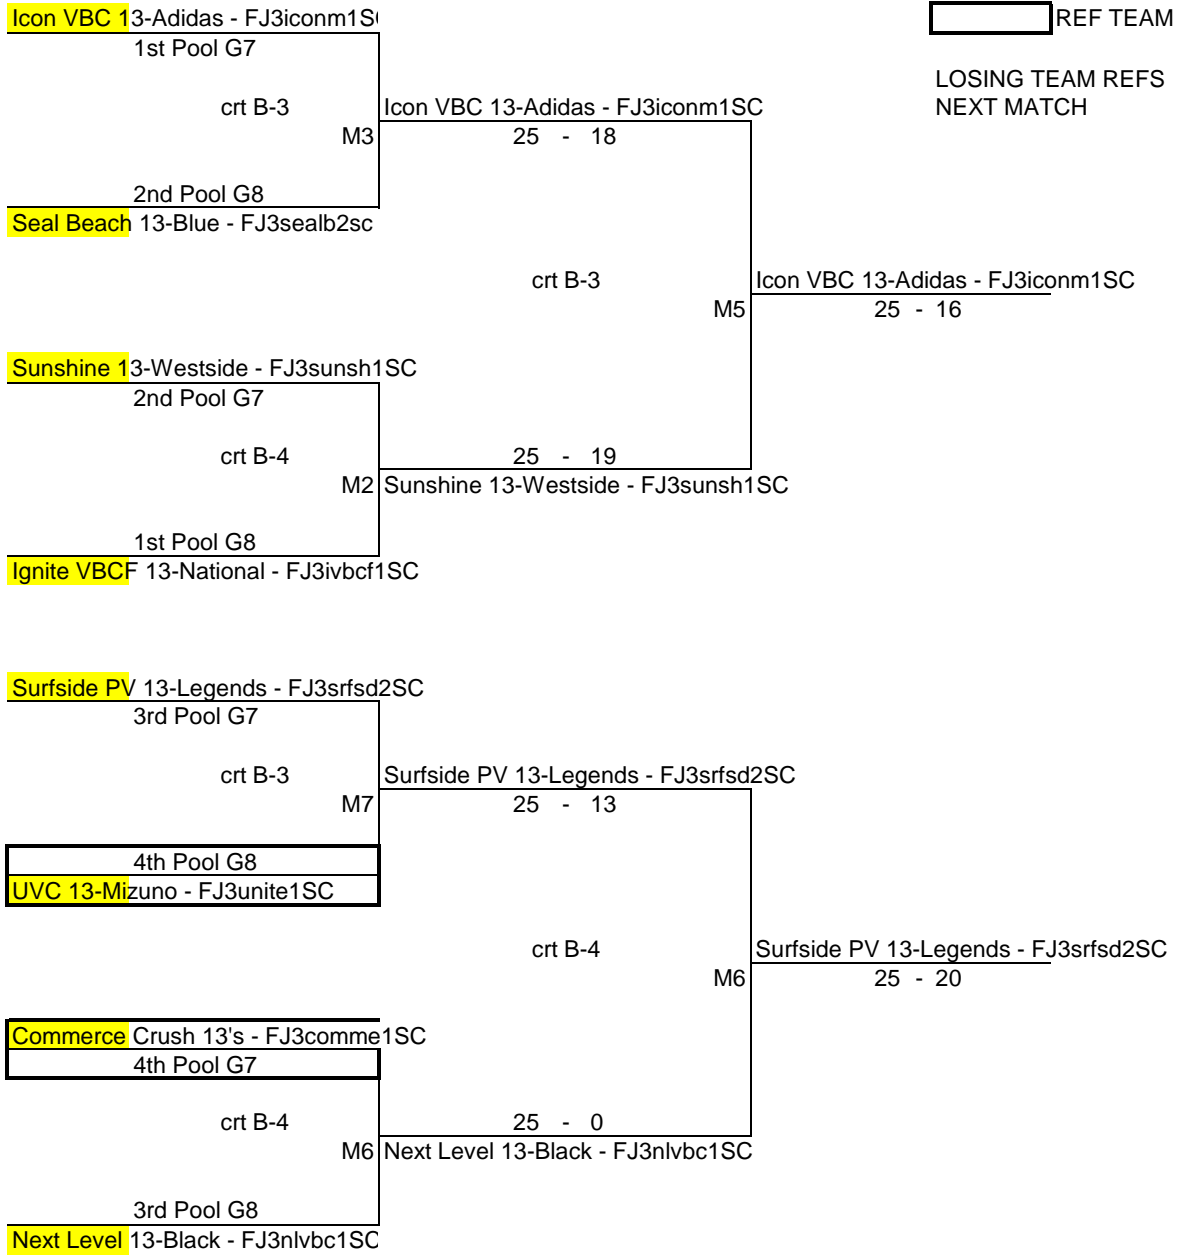 Icon VBC 13-Adidas - FJ3iconm1S
REF TEAM
1st Pool G7
LOSING TEAM REFS
crt B-3 Icon VBC 13-Adidas - FJ3iconm1SC NEXT MATCH
M3 25 - 18
2nd Pool G8
Seal Beach 13-Blue - FJ3sealb2sc
crt B-3 Icon VBC 13-Adidas - FJ3iconm1SC
M5 25 - 16
Sunshine 13-Westside - FJ3sunsh1SC
2nd Pool G7
crt B-4 25 - 19
M2 Sunshine 13-Westside - FJ3sunsh1SC
1st Pool G8
Ignite VBCF 13-National - FJ3ivbcf1SC
Surfside PV 13-Legends - FJ3srfsd2SC
3rd Pool G7
crt B-3 Surfside PV 13-Legends - FJ3srfsd2SC
M7 25 - 13
4th Pool G8
UVC 13-Mizuno - FJ3unite1SC
crt B-4 Surfside PV 13-Legends - FJ3srfsd2SC
M6 25 - 20
Commerce Crush 13's - FJ3comme1SC
4th Pool G7
crt B-4 25 - 0
M6 Next Level 13-Black - FJ3nlvbc1SC
3rd Pool G8
Next Level 13-Black - FJ3nlvbc1SC